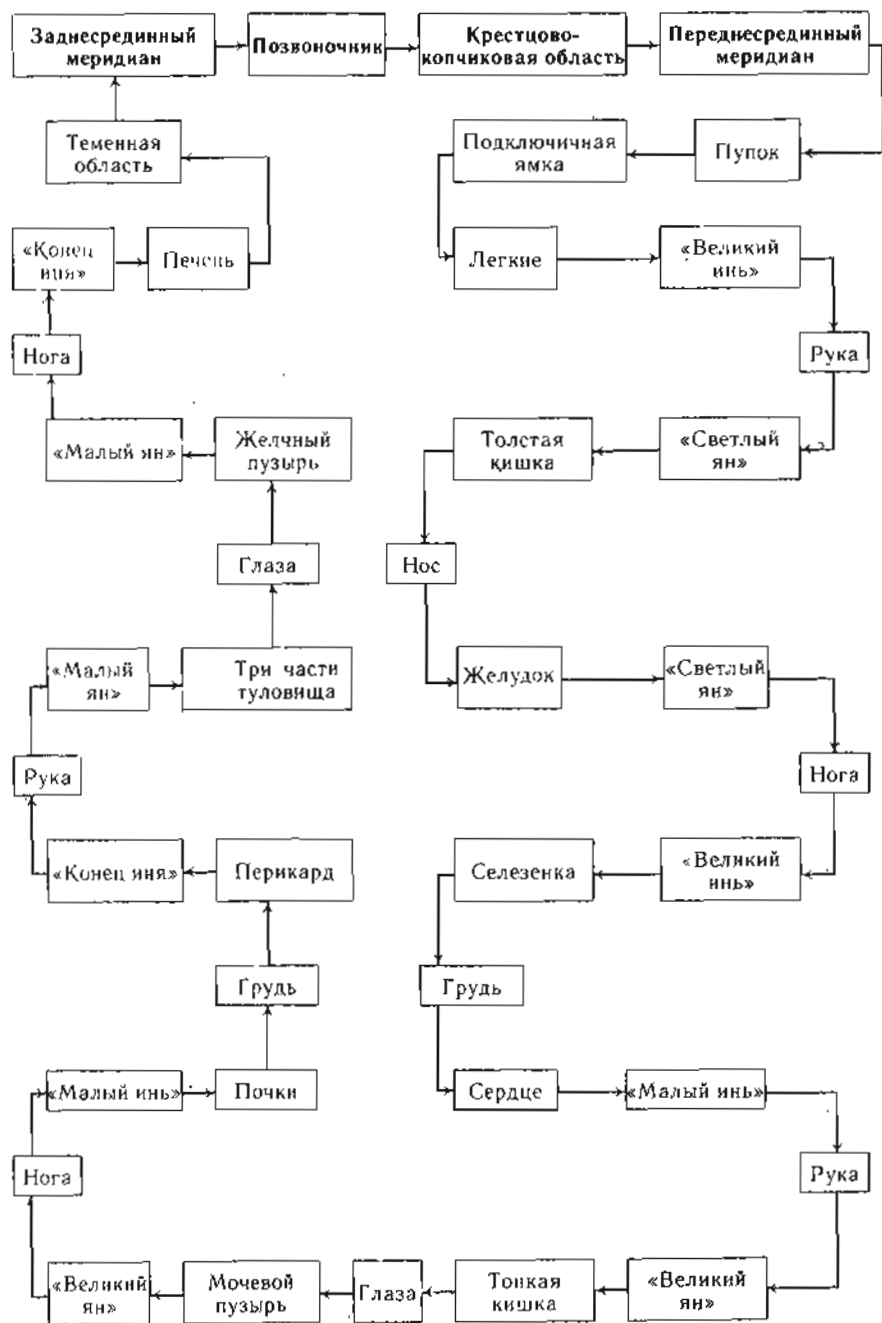 Заднесрединный
меридиан
Позвоночник
Крестцово-
копчиковая область
Переднесрединный
меридиан
Теменная
область
Подключичная
ямка
Пупок
«Конец
иня»
Печень
Легкие
«Великий
инь»
Нога
Рука
«Малый ян»
Желчный
пузырь
Толстая
кишка
«Светлый
ян»
Глаза
Нос
«Малый
ян»
Три части
туловища
Желудок
«Светлый
ян»
Рука
Нога
«Конец иня»
Перикард
Селезенка
«Великий
инь»
Грудь
Грудь
«Малый инь»
Почки
Сердце
«Малый инь»
Нога
Рука
«Великий
ян»
Мочевой
пузырь
Глаза
Тонкая
кишка
«Великий
ян»